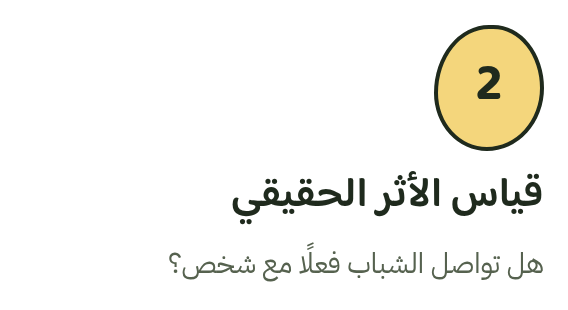 2
قياس الأثر الحقيقي
هل تواصل الشباب فعلًا مع شخص؟